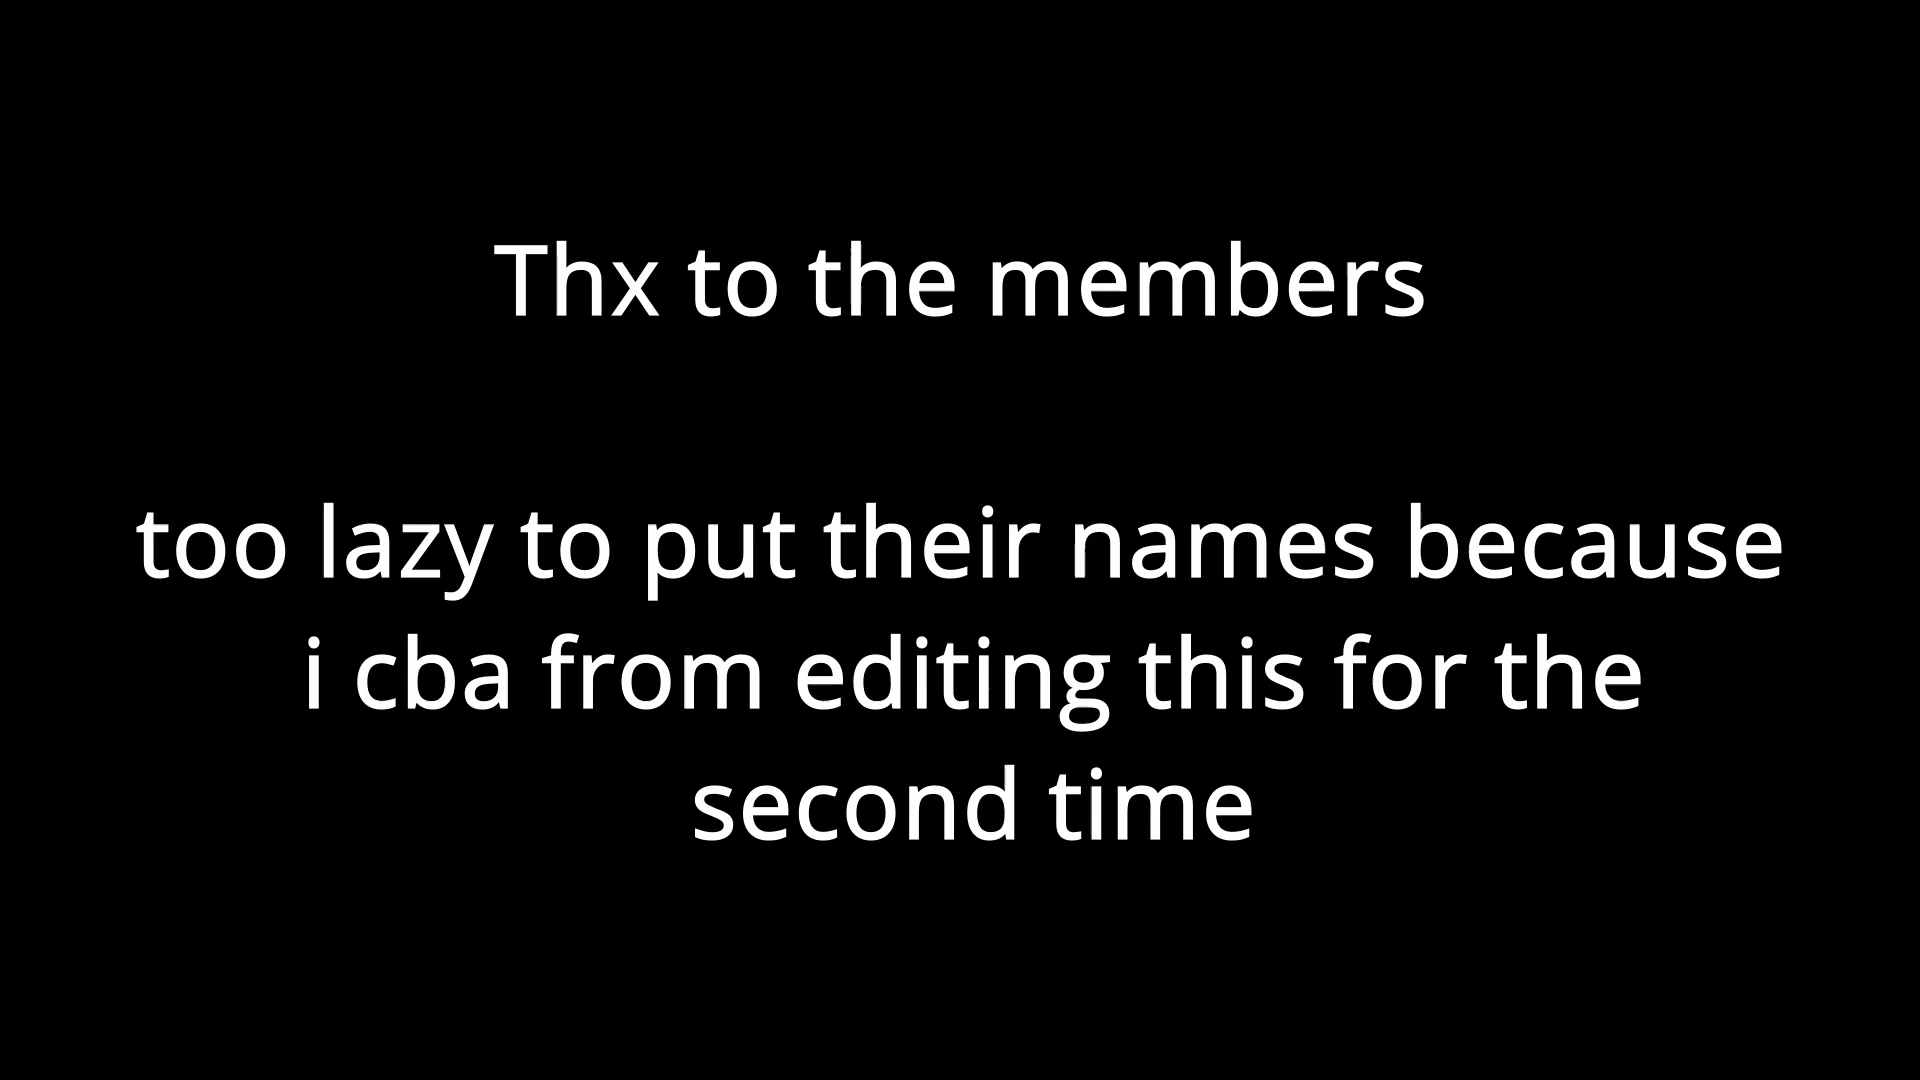 Thx to the members
too lazy to put their names because
i cba from editing this for the
second time